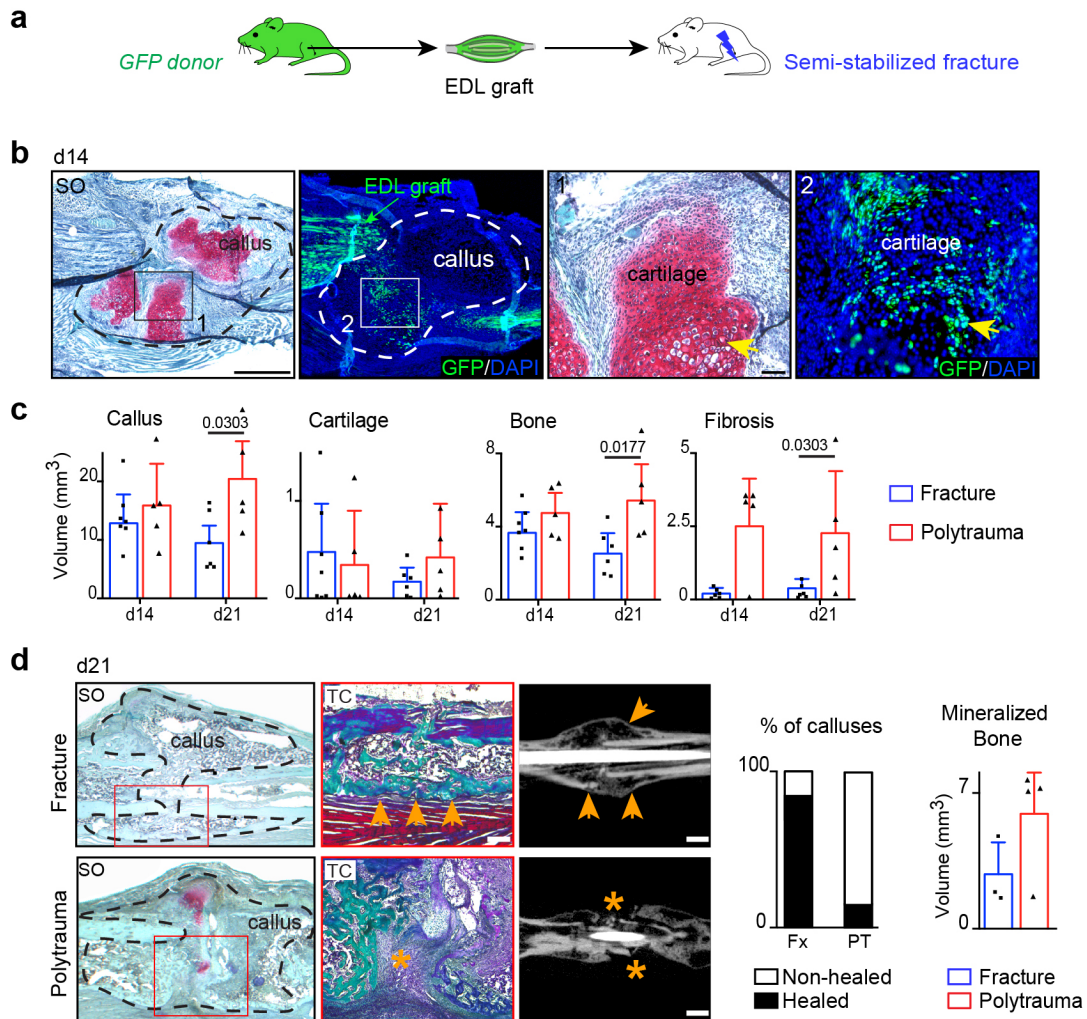 a
GFP donor
EDL graft
Semi-stabilized fracture
b
d14
SO
callus
1
EDL graft
callus
2
GFP/DAPI
1
cartilage
2
cartilage
GFP/DAPI
c
Callus
Cartilage
Bone
Fibrosis
Volume (mm3)
20
10
0
0.0303
d14
d21
1
0
d14
d21
8
4
0
0.0177
d14
d21
5
2.5
0
0.0303
d14
d21
Fracture
Polytrauma
d
d21
Fracture
SO
callus
TC
Polytrauma
SO
callus
TC
*
*
*
% of calluses
100
0
Fx
PT
Non-healed
Healed
Mineralized
Bone
Volume (mm3)
7
0
Fracture
Polytrauma